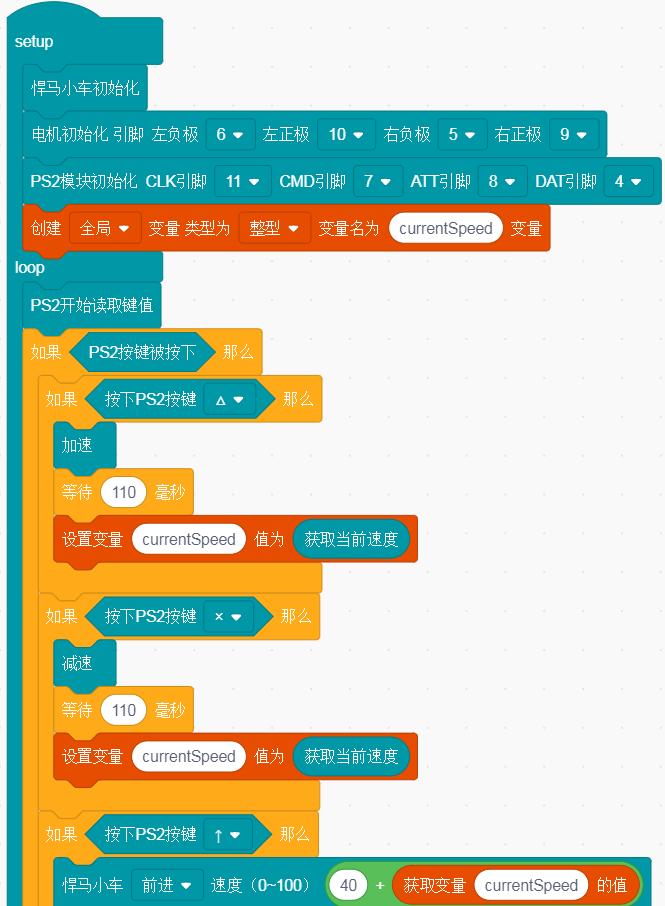 setup
悍马小车初始化
电机初始化 引脚 左负极 6 左正极 10 右负极 5 右正极 9
PS2模块初始化 CLK引脚 11 CMD引脚 7 ATT引脚 8 DAT引脚 4
创建 全局 变量 类型为 整型 变量名为 currentSpeed 变量
loop
PS2开始读取键值
如果 PS2按键被按下 那么
如果 按下PS2按键 △ 那么
加速
等待 110 毫秒
设置变量 currentSpeed 值为 获取当前速度
如果 按下PS2按键 × 那么
减速
等待 110 毫秒
设置变量 currentSpeed 值为 获取当前速度
如果 按下PS2按键 ↑ 那么
悍马小车 前进 速度（0~100） 40 + 获取变量 currentSpeed 的值